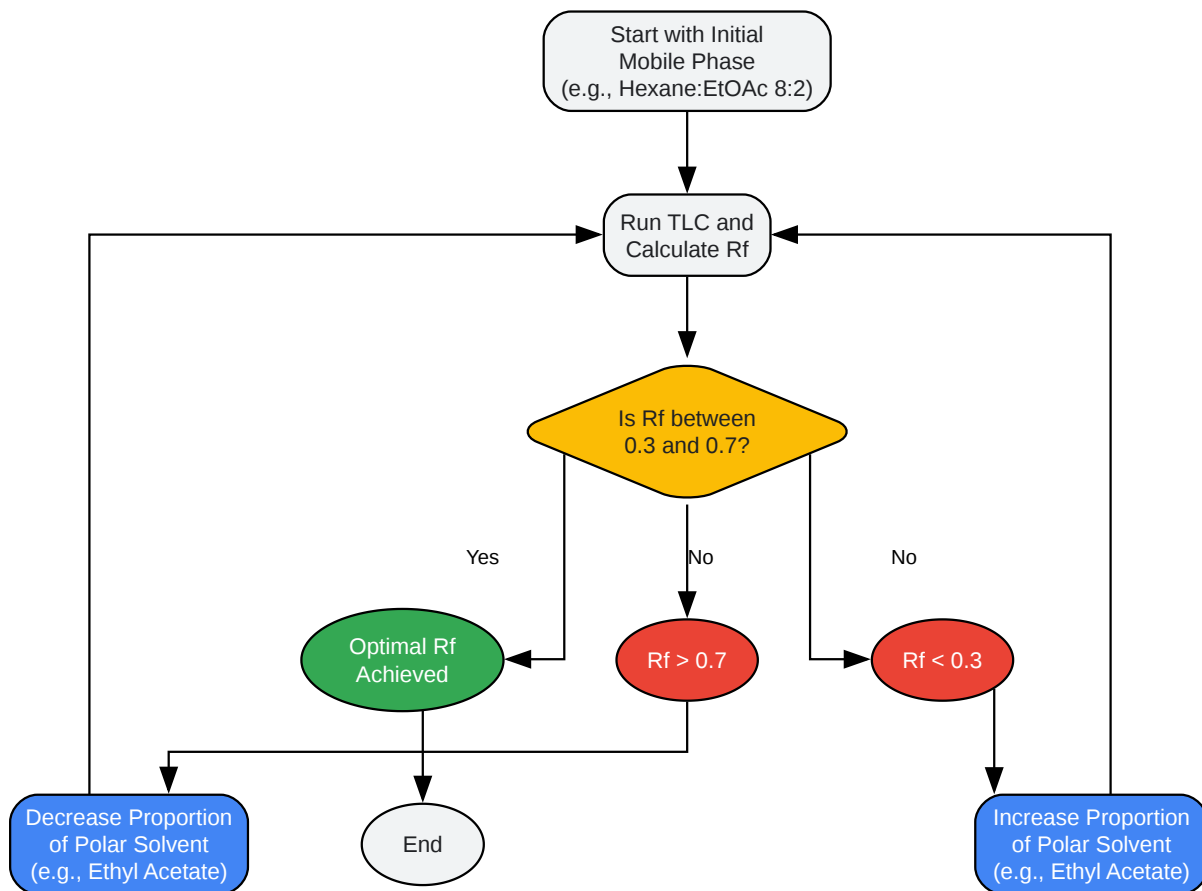 Start with Initial
Mobile Phase
(e.g., Hexane:EtOAc 8:2)
Run TLC and
Calculate Rf
Is Rf between
0.3 and 0.7?
Yes
No
No
Optimal Rf
Achieved
Rf > 0.7
Rf < 0.3
Decrease Proportion
of Polar Solvent
(e.g., Ethyl Acetate)
End
Increase Proportion
of Polar Solvent
(e.g., Ethyl Acetate)